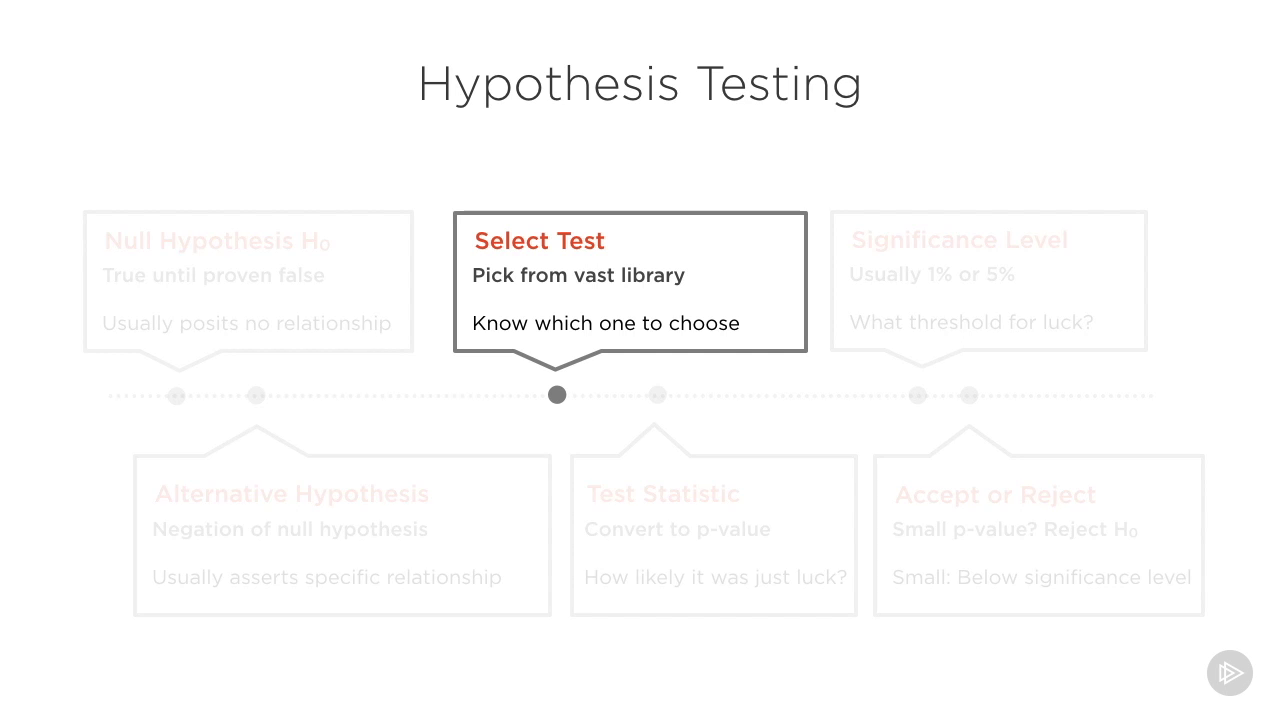 Hypothesis Testing
Null Hypothesis H₀
True until proven false
Usually posits no relationship
Select Test
Pick from vast library
Know which one to choose
Significance Level
Usually 1% or 5%
What threshold for luck?
Alternative Hypothesis
Negation of null hypothesis
Usually asserts specific relationship
Test Statistic
Convert to p-value
How likely it was just luck?
Accept or Reject
Small p-value? Reject H₀
Small: Below significance level